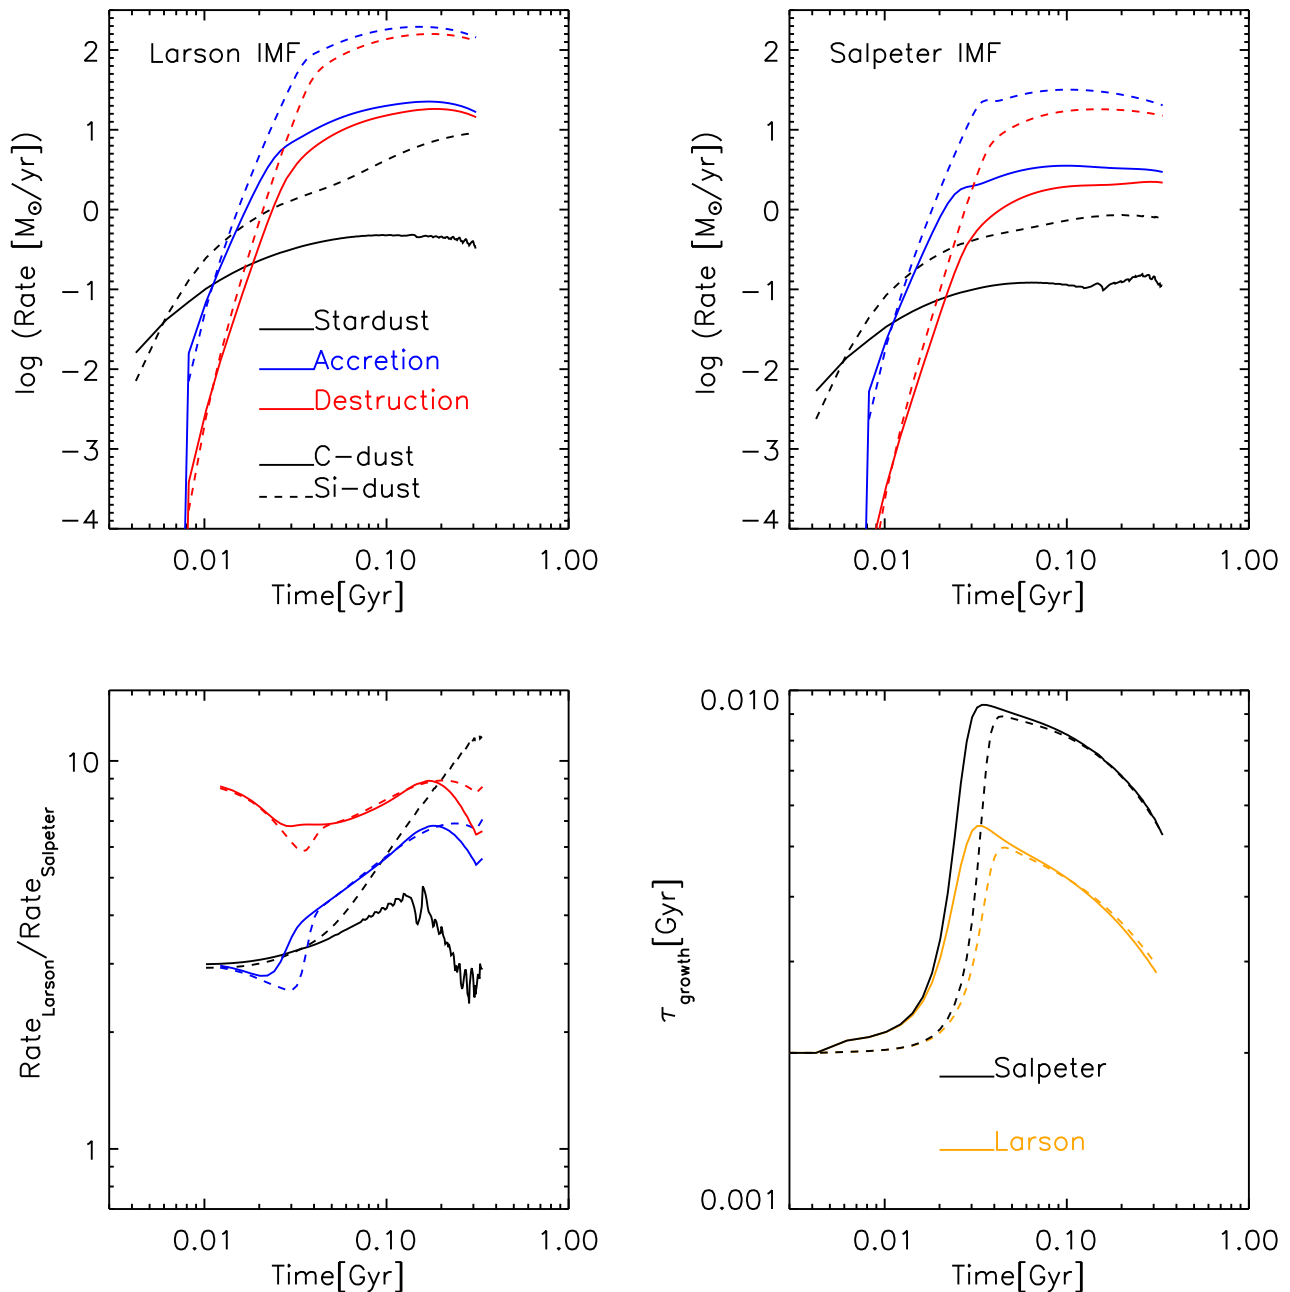 Larson IMF
2
1
0
−1
−2
−3
−4
log (Rate [M⊙/yr])
Stardust
Accretion
Destruction
C−dust
Si−dust
0.01 0.10 1.00
Time[Gyr]
Salpeter IMF
2
1
0
−1
−2
−3
−4
log (Rate [M⊙/yr])
0.01 0.10 1.00
Time[Gyr]
10
1
Rate_Larson/Rate_Salpeter
0.01 0.10 1.00
Time[Gyr]
0.010
0.001
τ_growth[Gyr]
Salpeter
Larson
0.01 0.10 1.00
Time[Gyr]